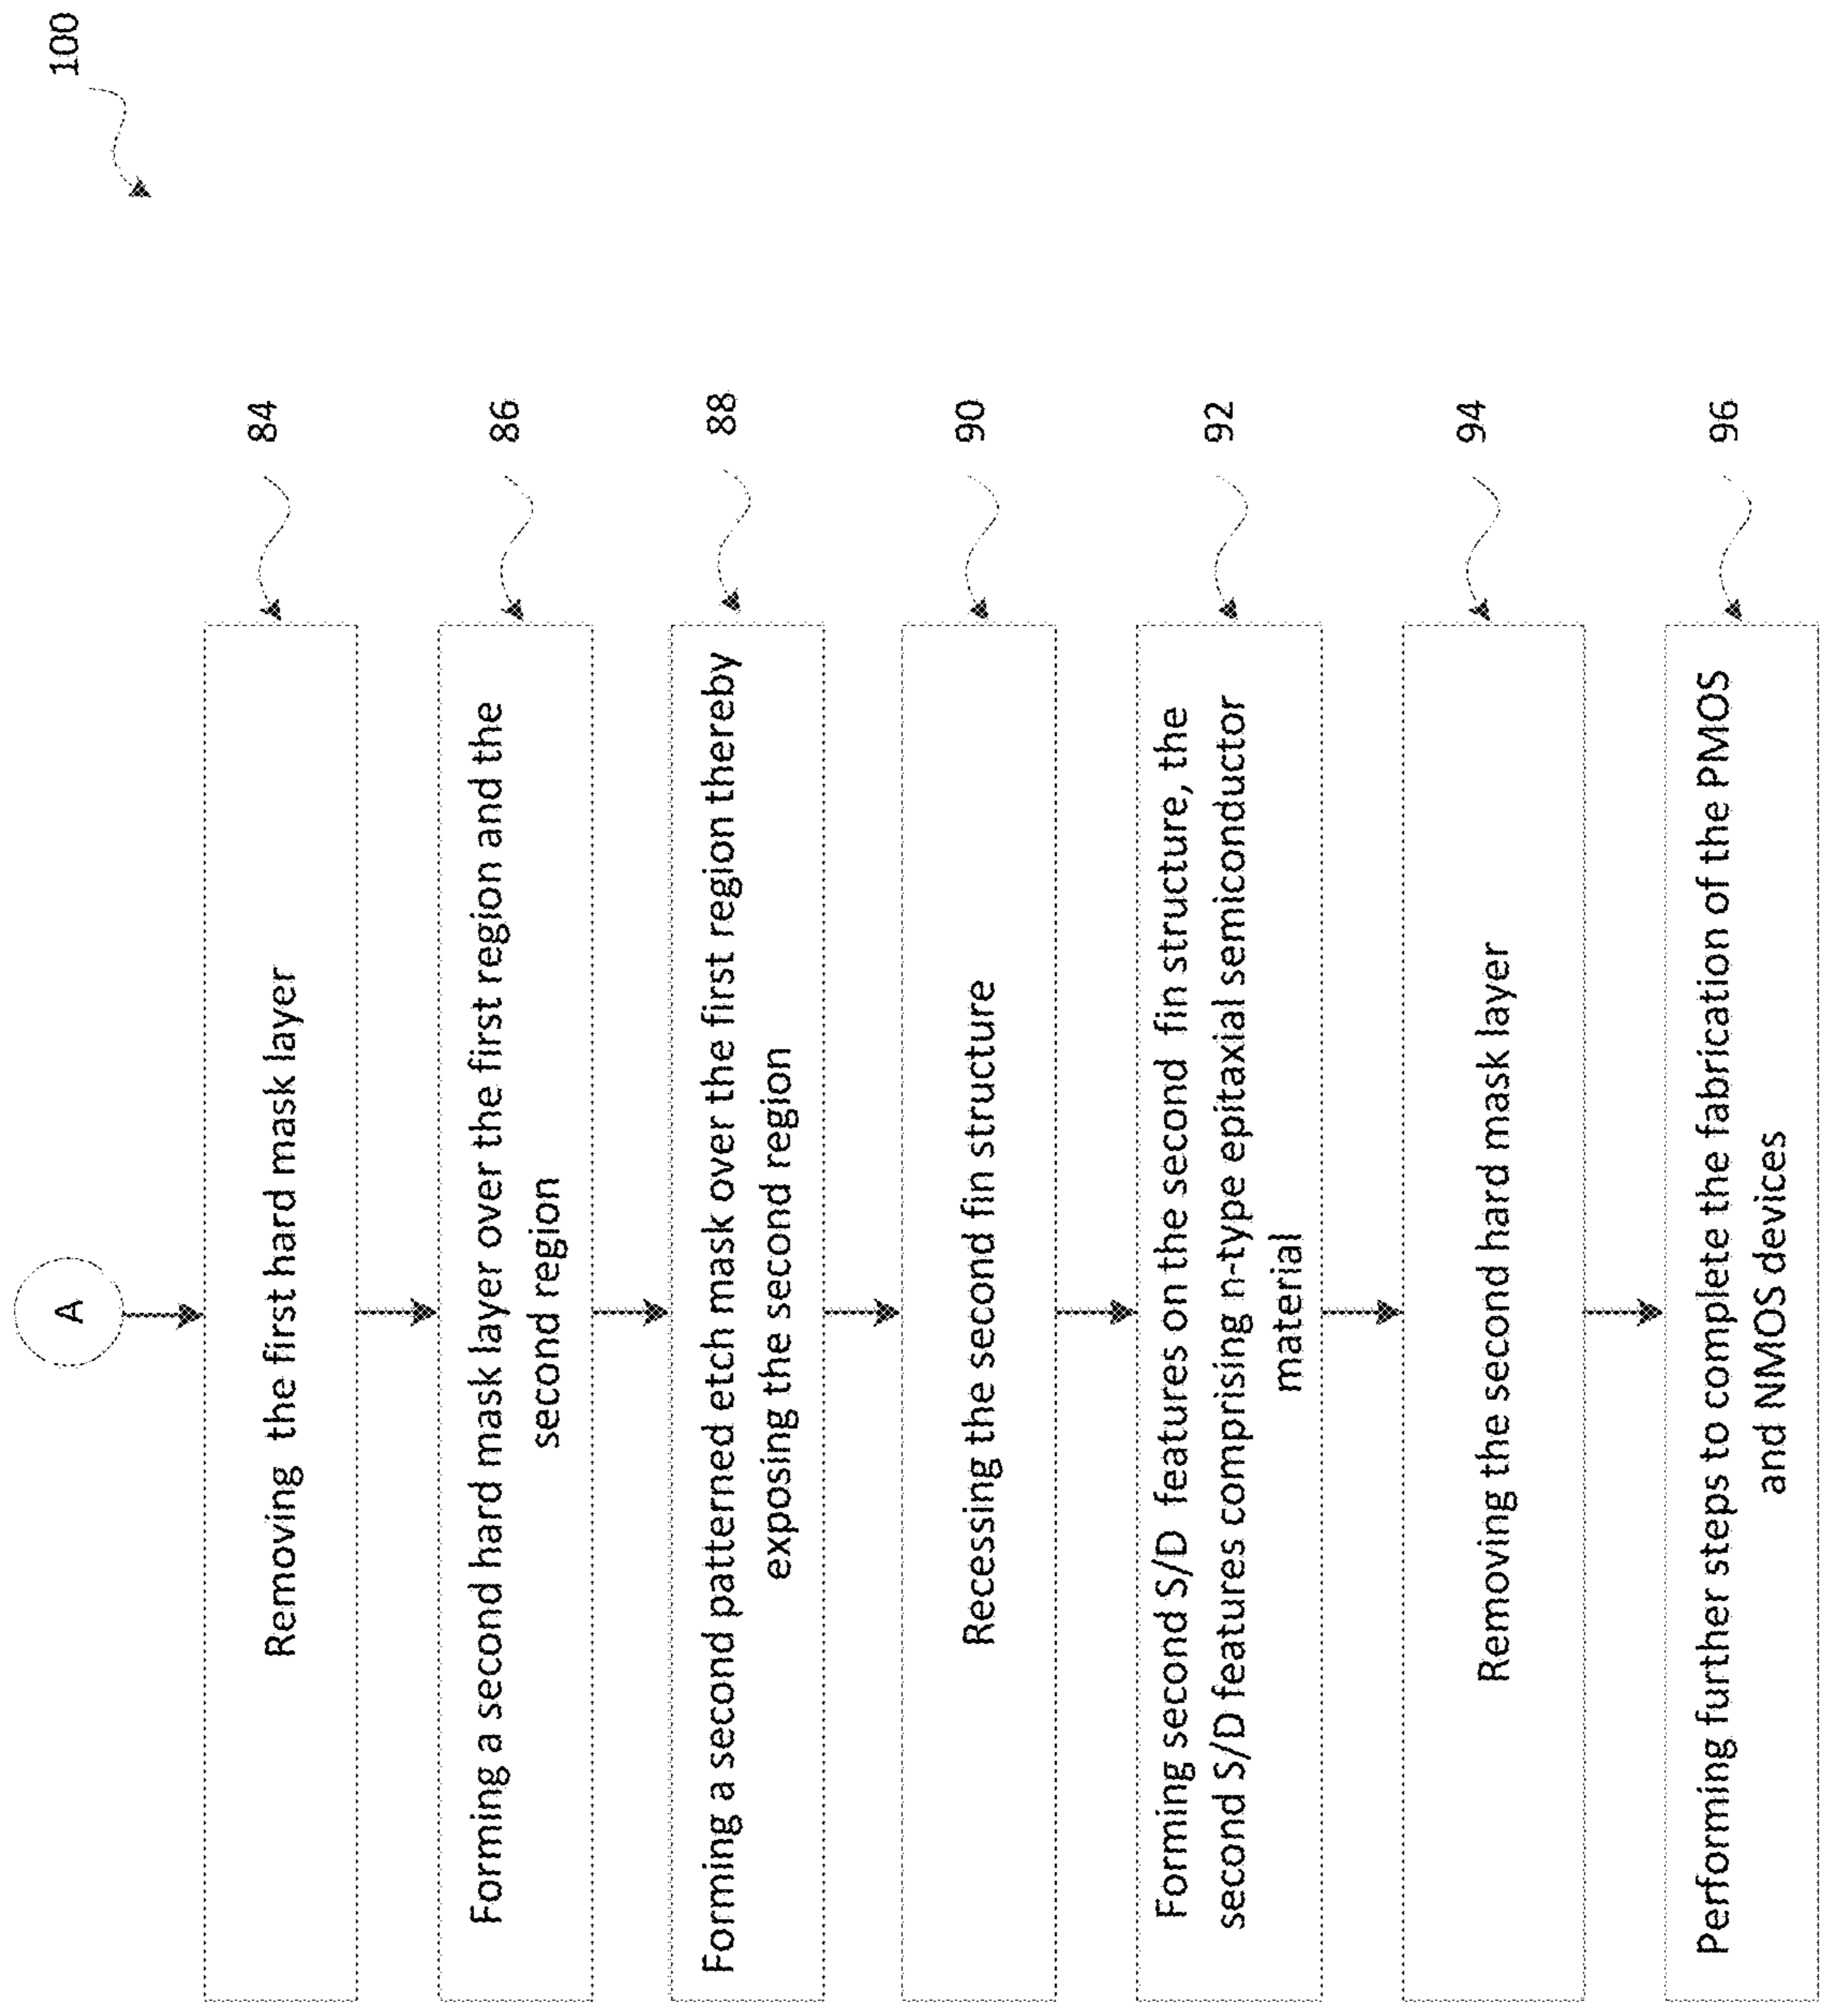 100
A
Removing the first hard mask layer
84
Forming a second hard mask layer over the first region and the
second region
86
Forming a second patterned etch mask over the first region thereby
exposing the second region
88
Recessing the second fin structure
90
Forming second S/D features on the second fin structure, the
second S/D features comprising n-type epitaxial semiconductor
material
92
Removing the second hard mask layer
94
Performing further steps to complete the fabrication of the PMOS
and NMOS devices
96